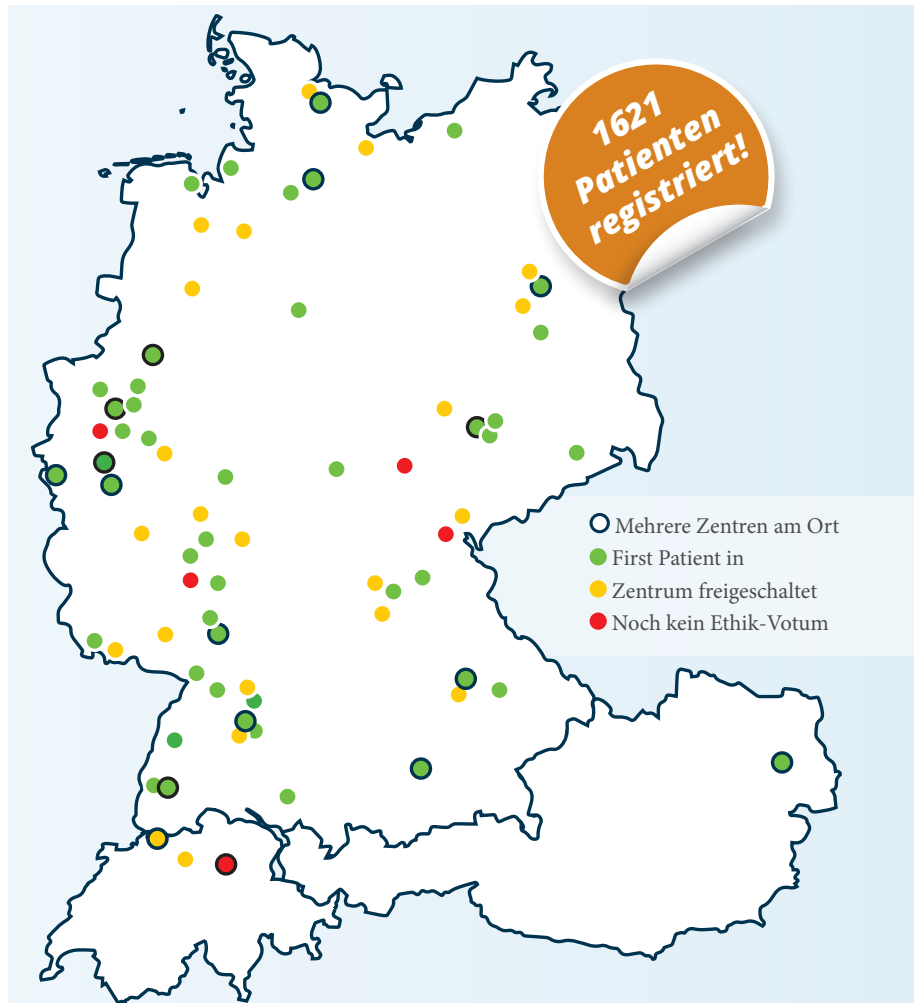 1621
Patienten
registriert!
Mehrere Zentren am Ort
First Patient in
Zentrum freigeschaltet
Noch kein Ethik-Votum